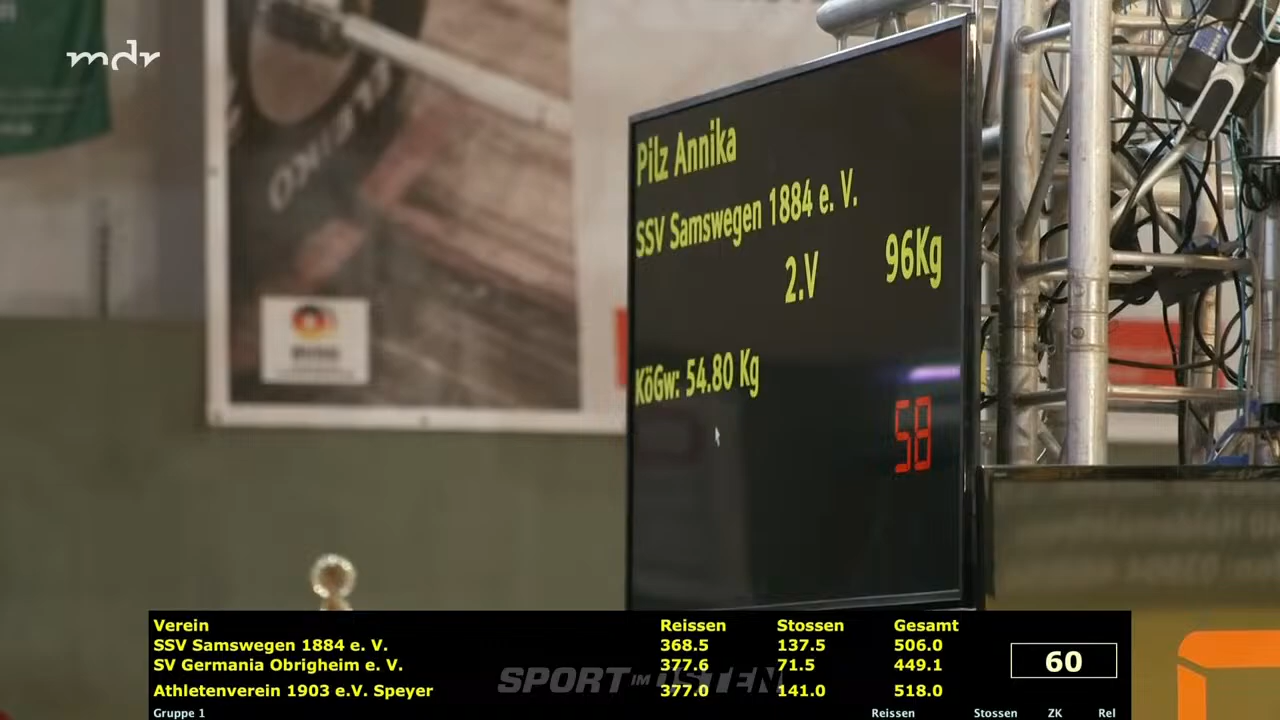 mdr
ELEIKO
Pilz Annika
SSV Samswegen 1884 e. V.
2.V 96Kg
KöGw: 54.80 Kg
58
Verein Reissen Stossen Gesamt
SSV Samswegen 1884 e. V. 368.5 137.5 506.0
SV Germania Obrigheim e. V. 377.6 71.5 449.1
60
SPORT IM OSTEN
Athletenverein 1903 e.V. Speyer 377.0 141.0 518.0
Gruppe 1 Reissen Stossen ZK Rel